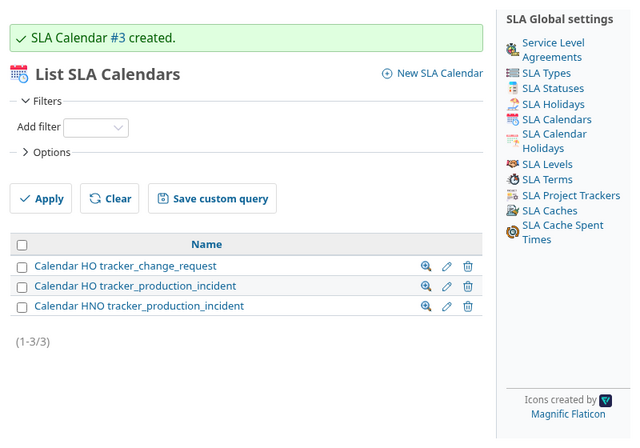 SLA Calendar #3 created.
List SLA Calendars
New SLA Calendar
Filters
Add filter
Options
Apply
Clear
Save custom query
Name
Calendar HO tracker_change_request
Calendar HO tracker_production_incident
Calendar HNO tracker_production_incident
(1-3/3)
SLA Global settings
Service Level
Agreements
SLA Types
SLA Statuses
SLA Holidays
SLA Calendars
SLA Calendar
Holidays
SLA Levels
SLA Terms
SLA Project Trackers
SLA Caches
SLA Cache Spent
Times
Icons created by
Magnific Flaticon